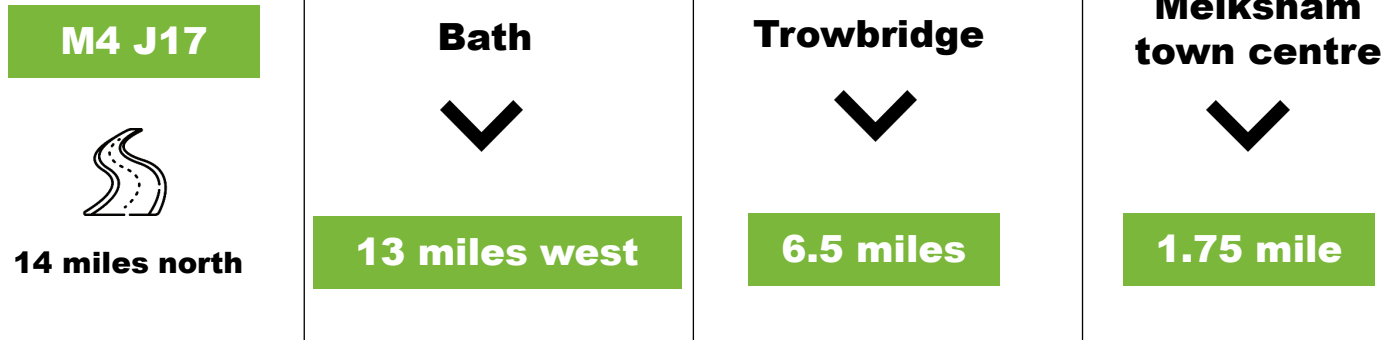 M4 J17
14 miles north
Bath
13 miles west
Trowbridge
6.5 miles
Melksham
town centre
1.75 mile